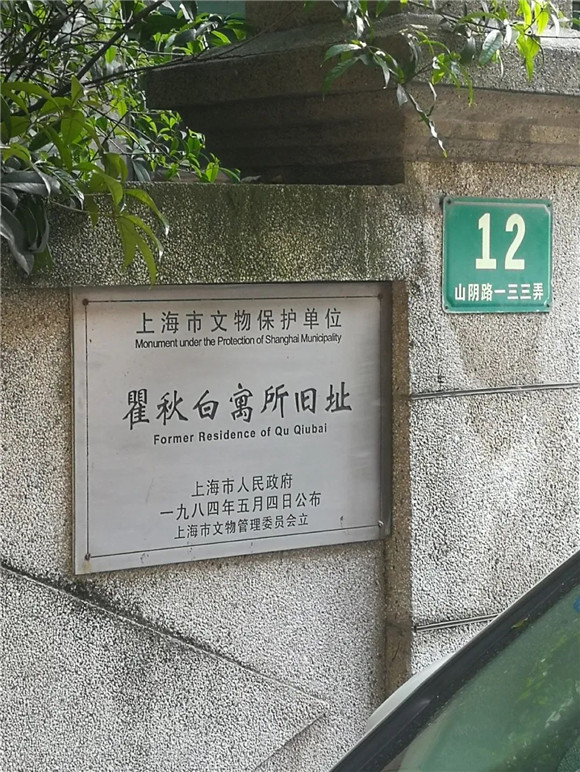 上海市文物保护单位
Monument under the Protection of Shanghai Municipality
瞿秋白寓所旧址
Former Residence of Qu Qiubai
上海市人民政府
一九八四年五月四日公布
上海市文物管理委员会立
12
山阴路一三三弄